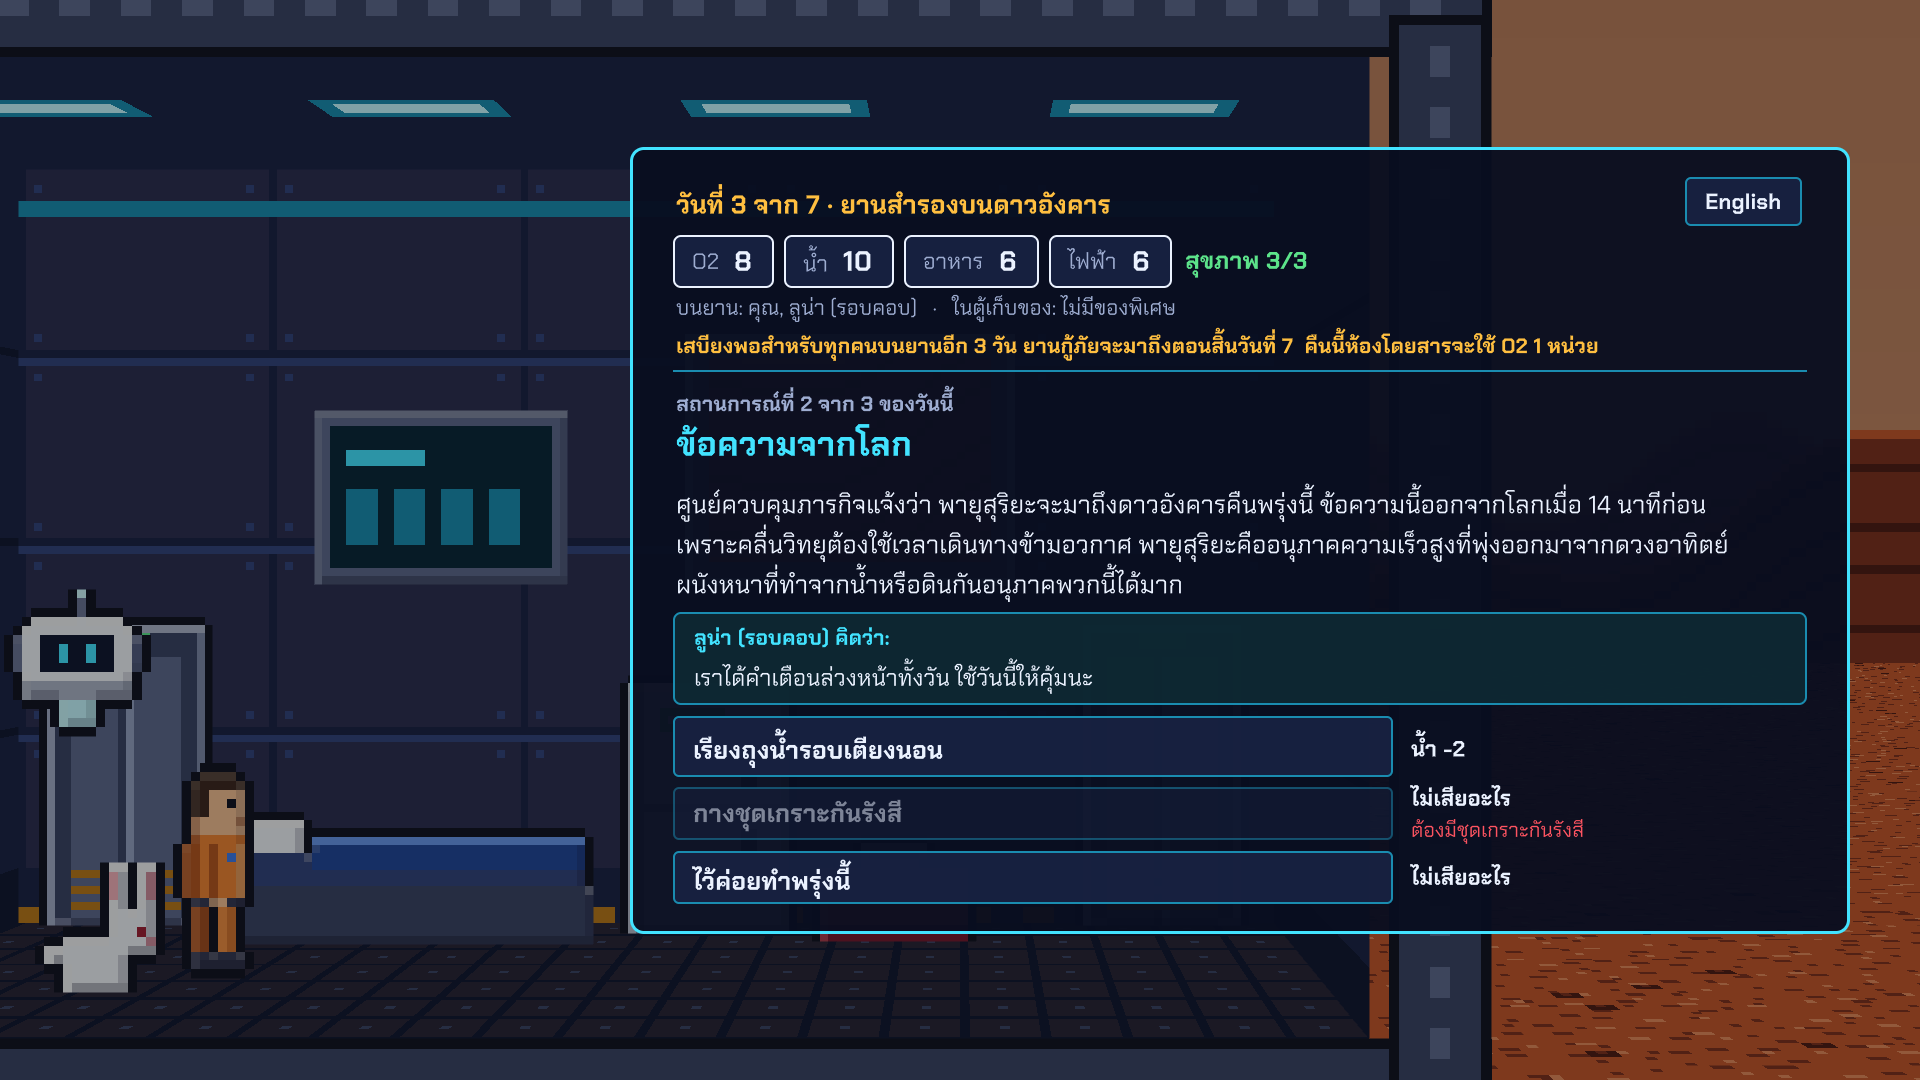 วันที่ 3 จาก 7 · ยานสำรองบนดาวอังคาร
English
O2 8 น้ำ 10 อาหาร 6 ไฟฟ้า 6 สุขภาพ 3/3
บนยาน: คุณ, ลูน่า (รอบคอบ) · ในตู้เก็บของ: ไม่มีของพิเศษ
เสบียงพอสำหรับทุกคนบนยานอีก 3 วัน ยานกู้ภัยจะมาถึงตอนสิ้นวันที่ 7 คืนนี้ห้องโดยสารจะใช้ O2 1 หน่วย
สถานการณ์ที่ 2 จาก 3 ของวันนี้
ข้อความจากโลก
ศูนย์ควบคุมภารกิจแจ้งว่า พายุสุริยะจะมาถึงดาวอังคารคืนพรุ่งนี้ ข้อความนี้ออกจากโลกเมื่อ 14 นาทีก่อน
เพราะคลื่นวิทยุต้องใช้เวลาเดินทางข้ามอวกาศ พายุสุริยะคืออนุภาคความเร็วสูงที่พุ่งออกมาจากดวงอาทิตย์
ผนังหนาที่ทำจากน้ำหรือดินกันอนุภาคพวกนี้ได้มาก
ลูน่า (รอบคอบ) คิดว่า:
เราได้คำเตือนล่วงหน้าทั้งวัน ใช้วันนี้ให้คุ้มนะ
เรียงถุงน้ำรอบเตียงนอน
น้ำ -2
กางชุดเกราะกันรังสี
ไม่เสียอะไร
ต้องมีชุดเกราะกันรังสี
ไว้ค่อยทำพรุ่งนี้
ไม่เสียอะไร